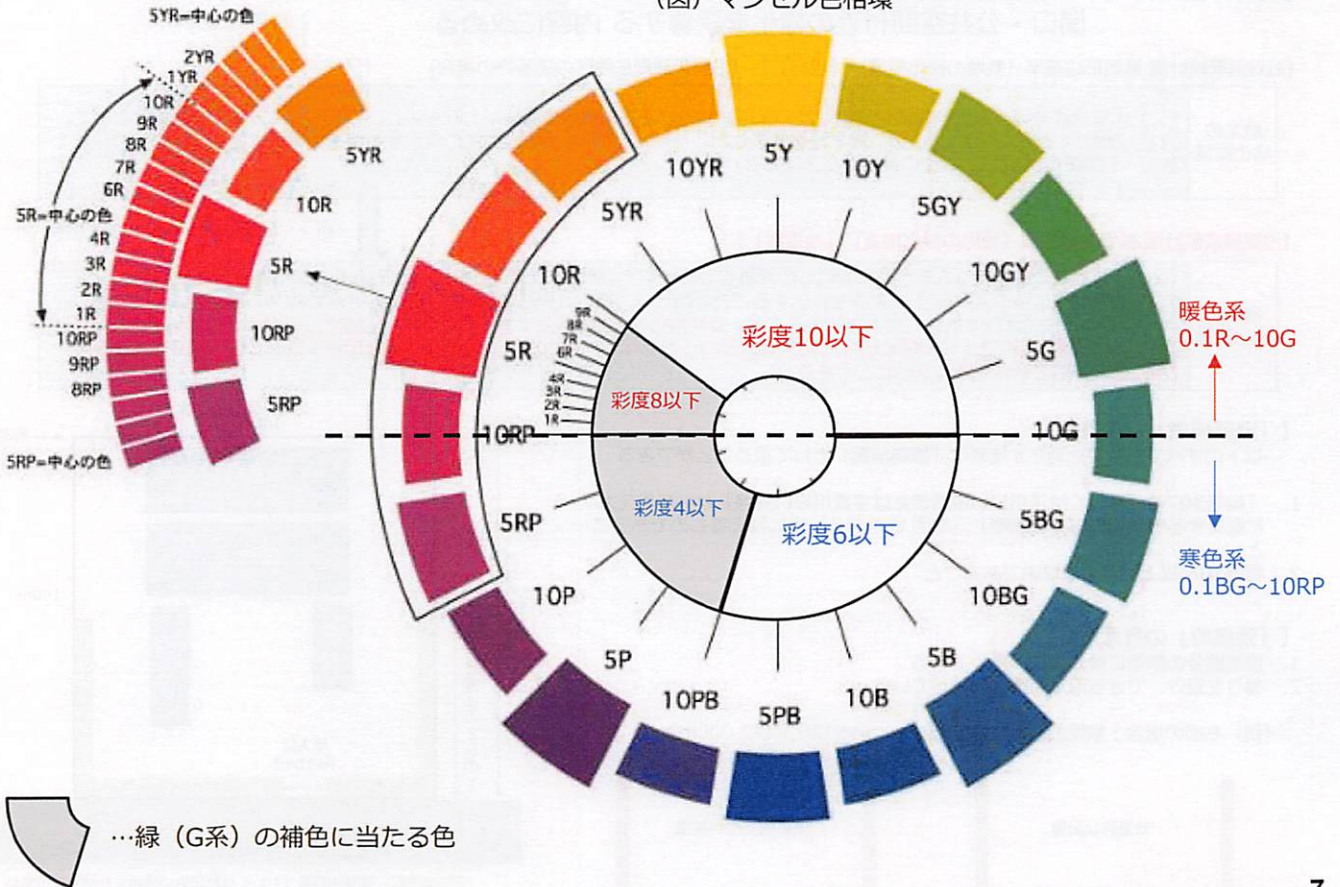 （図）マンセル色相環
5YR=中心の色
2YR
1YR
10R
9R
8R
7R
6R
5R=中心の色
4R
3R
2R
1R
10RP
9RP
8RP
5RP=中心の色
5YR
10R
5R
10RP
5RP
5Y
10YR
10Y
5YR
5GY
10R
10GY
5R
5G
10RP
10G
5RP
5BG
10P
10BG
5P
5B
10PB
10B
5PB
9R
8R
7R
6R
4R
3R
2R
1R
彩度10以下
彩度8以下
彩度4以下
彩度6以下
暖色系
0.1R～10G
寒色系
0.1BG～10RP
…緑（G系）の補色に当たる色
7